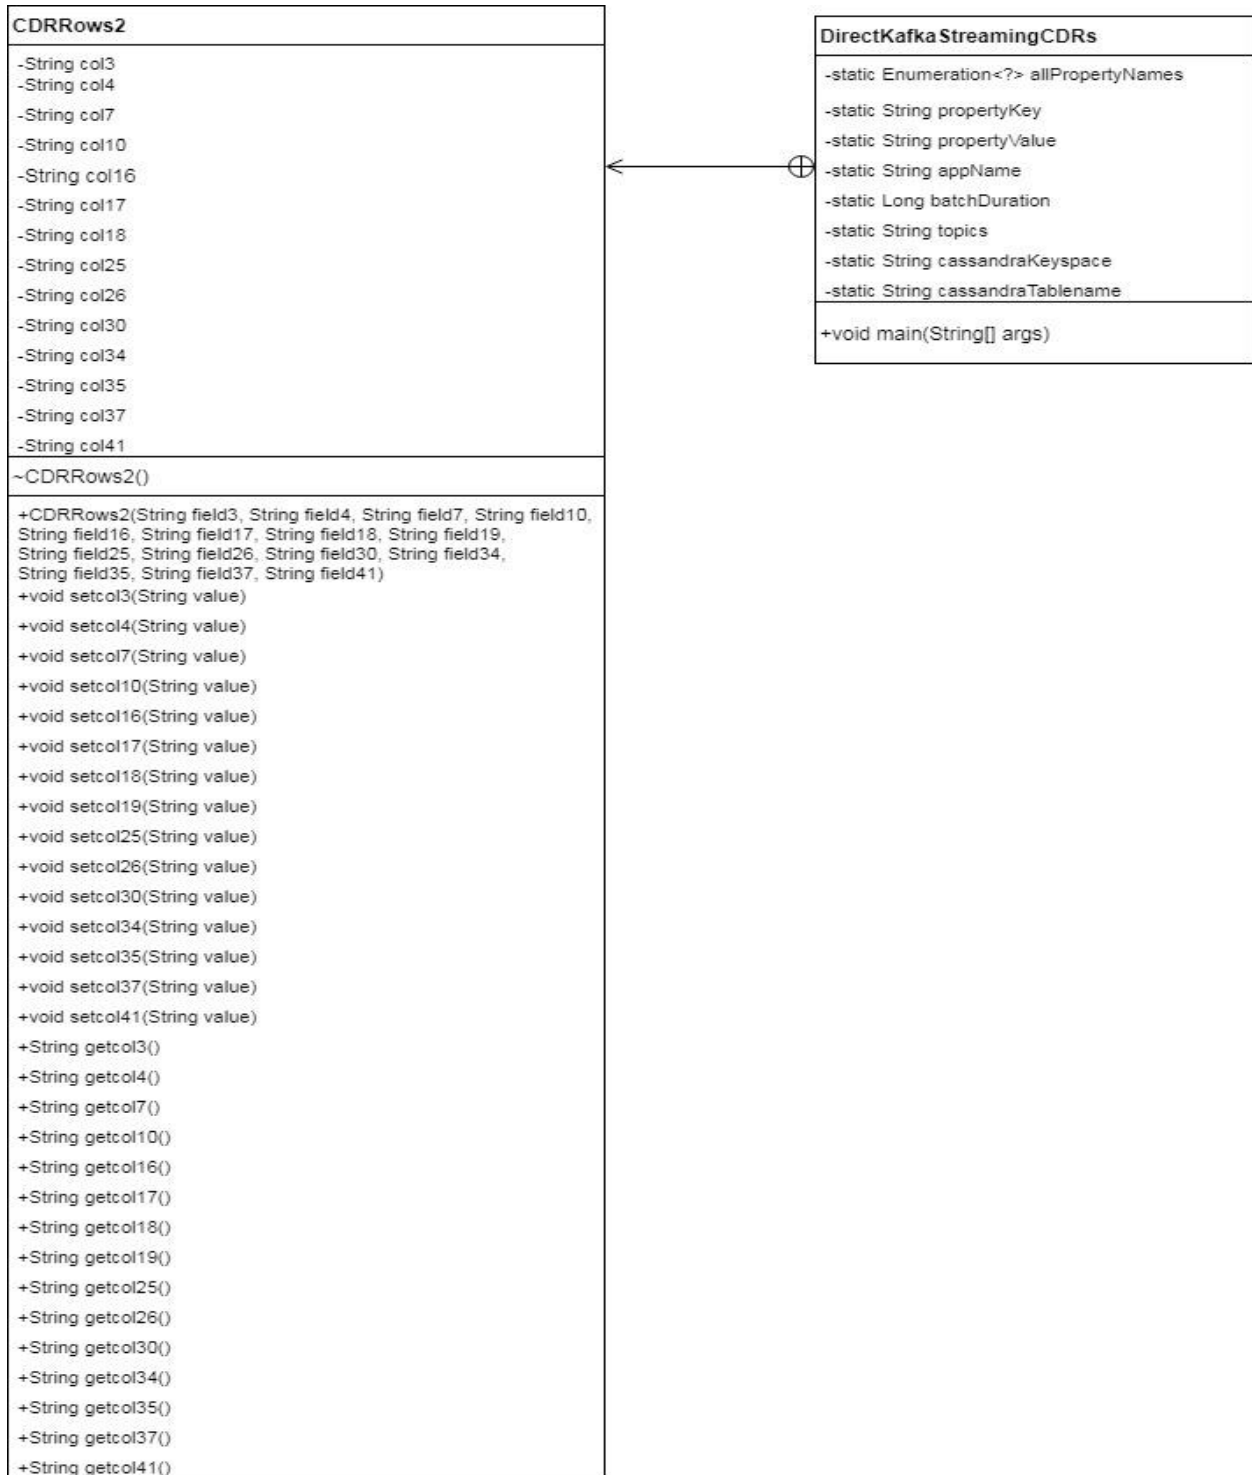 CDRRows2
-String col3
-String col4
-String col7
-String col10
-String col16
-String col17
-String col18
-String col25
-String col26
-String col30
-String col34
-String col35
-String col37
-String col41
~CDRRows2()
+CDRRows2(String field3, String field4, String field7, String field10,
String field16, String field17, String field18, String field19,
String field25, String field26, String field30, String field34,
String field35, String field37, String field41)
+void setcol3(String value)
+void setcol4(String value)
+void setcol7(String value)
+void setcol10(String value)
+void setcol16(String value)
+void setcol17(String value)
+void setcol18(String value)
+void setcol19(String value)
+void setcol25(String value)
+void setcol26(String value)
+void setcol30(String value)
+void setcol34(String value)
+void setcol35(String value)
+void setcol37(String value)
+void setcol41(String value)
+String getcol3()
+String getcol4()
+String getcol7()
+String getcol10()
+String getcol16()
+String getcol17()
+String getcol18()
+String getcol19()
+String getcol25()
+String getcol26()
+String getcol30()
+String getcol34()
+String getcol35()
+String getcol37()
+String getcol41()
DirectKafkaStreamingCDRs
-static Enumeration<?> allPropertyNames
-static String propertyKey
-static String propertyValue
-static String appName
-static Long batchDuration
-static String topics
-static String cassandraKeyspace
-static String cassandraTablename
+void main(String[] args)